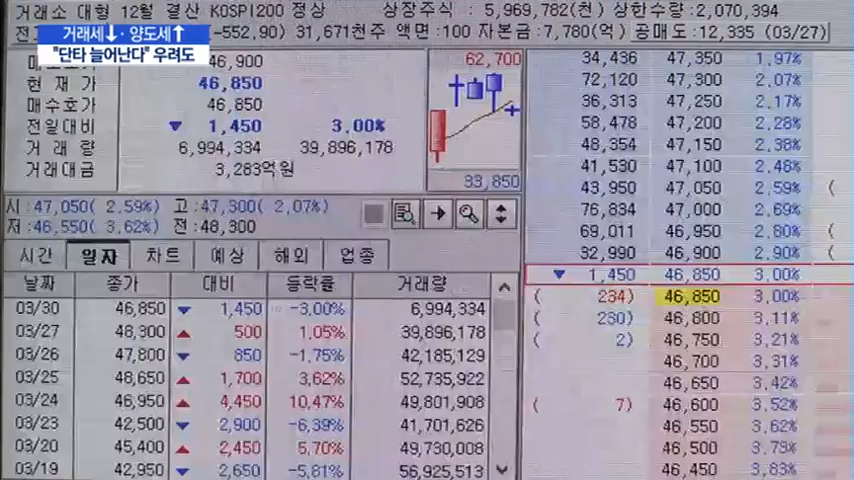 거래소 대형 12월 결산 KOSPI200 정상 상장주식 : 5,969,782(천) 상한수량:2,070,394
거래세↓·양도세↑ -552.90) 31,671천주 액면:100 자본금:7,780(억) 공매도:12,335 (03/27)
"단타 늘어난다" 우려도
46,900
현 재 가 46,850
매수호가 46,850
전일대비 ▼ 1,450 3.00%
거 래 량 6,994,334 39,896,178
거래대금 3,283억원
62,700
33,850
시:47,050( 2.59%) 고:47,300( 2.07%)
저:46,550( 3.62%) 전:48,300
시간 일자 차트 예상 해외 업종
날짜 종가 대비 등락율 거래량
03/30 46,850 ▼ 1,450 -3.00% 6,994,334
03/27 48,300 ▲ 500 1.05% 39,896,178
03/26 47,800 ▼ 850 -1.75% 42,185,129
03/25 48,650 ▲ 1,700 3.62% 52,735,922
03/24 46,950 ▲ 4,450 10.47% 49,801,908
03/23 42,500 ▼ 2,900 -6.39% 41,701,626
03/20 45,400 ▲ 2,450 5.70% 49,730,008
03/19 42,950 ▼ 2,650 -5.81% 56,925,513
34,436 47,350 1.97%
72,120 47,300 2.07%
36,313 47,250 2.17%
58,478 47,200 2.28%
48,354 47,150 2.38%
41,530 47,100 2.48%
43,950 47,050 2.59% (
76,834 47,000 2.69%
69,011 46,950 2.80% (
32,990 46,900 2.90% (
▼ 1,450 46,850 3.00%
( 234) 46,850 3.00%
( 230) 46,800 3.11%
( 2) 46,750 3.21%
46,700 3.31%
46,650 3.42%
( 7) 46,600 3.52%
46,550 3.62%
46,500 3.73%
46,450 3.83%